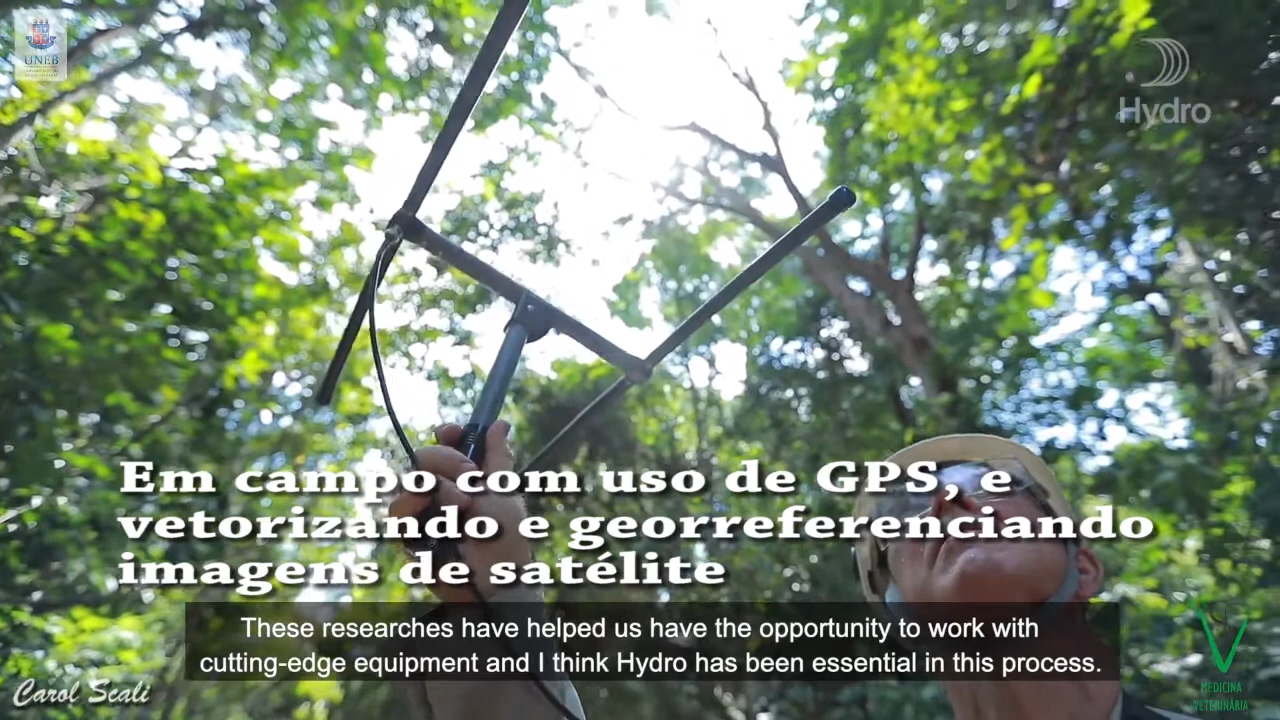 UNEB
Hydro
Em campo com uso de GPS, e
vetorizando e georreferenciando
imagens de satélite
These researches have helped us have the opportunity to work with
cutting-edge equipment and I think Hydro has been essential in this process.
Carol Scali
MEDICINA
VETERINÁRIA